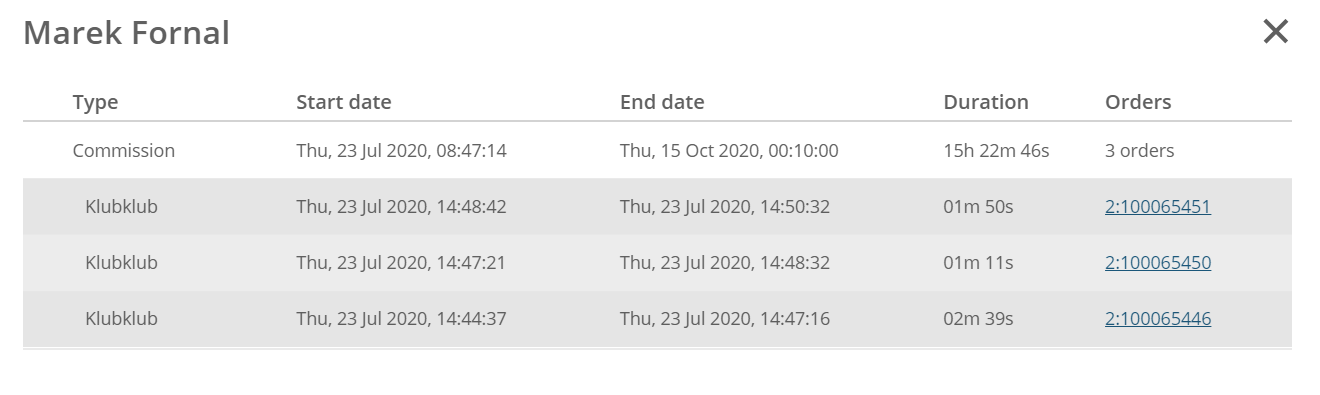 Marek Fornal
Type Start date End date Duration Orders
Commission Thu, 23 Jul 2020, 08:47:14 Thu, 15 Oct 2020, 00:10:00 15h 22m 46s 3 orders
Klubklub Thu, 23 Jul 2020, 14:48:42 Thu, 23 Jul 2020, 14:50:32 01m 50s 2:100065451
Klubklub Thu, 23 Jul 2020, 14:47:21 Thu, 23 Jul 2020, 14:48:32 01m 11s 2:100065450
Klubklub Thu, 23 Jul 2020, 14:44:37 Thu, 23 Jul 2020, 14:47:16 02m 39s 2:100065446